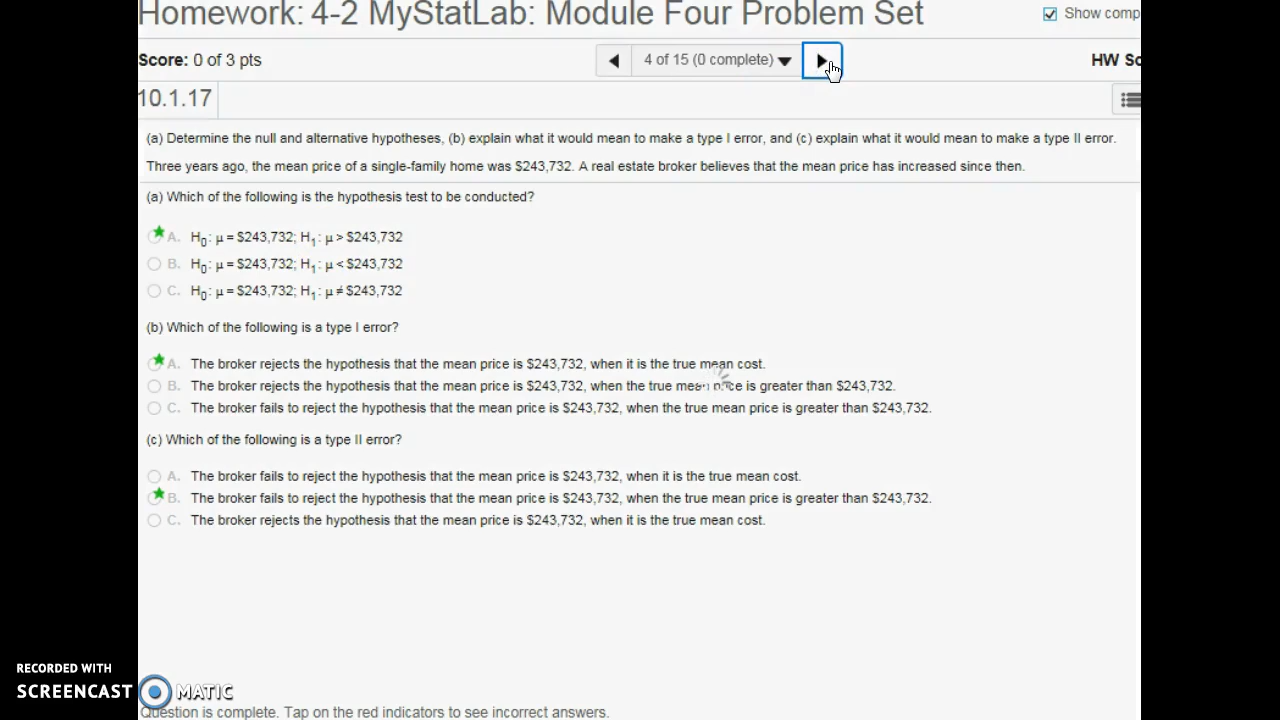 Homework: 4-2 MyStatLab: Module Four Problem Set
Show comp
Score: 0 of 3 pts
4 of 15 (0 complete)
HW Sc
10.1.17
(a) Determine the null and alternative hypotheses, (b) explain what it would mean to make a type I error, and (c) explain what it would mean to make a type II error.
Three years ago, the mean price of a single-family home was $243,732. A real estate broker believes that the mean price has increased since then.
(a) Which of the following is the hypothesis test to be conducted?
A. H0: μ = $243,732; H1: μ > $243,732
B. H0: μ = $243,732; H1: μ < $243,732
C. H0: μ = $243,732; H1: μ ≠ $243,732
(b) Which of the following is a type I error?
A. The broker rejects the hypothesis that the mean price is $243,732, when it is the true mean cost.
B. The broker rejects the hypothesis that the mean price is $243,732, when the true mean price is greater than $243,732.
C. The broker fails to reject the hypothesis that the mean price is $243,732, when the true mean price is greater than $243,732.
(c) Which of the following is a type II error?
A. The broker fails to reject the hypothesis that the mean price is $243,732, when it is the true mean cost.
B. The broker fails to reject the hypothesis that the mean price is $243,732, when the true mean price is greater than $243,732.
C. The broker rejects the hypothesis that the mean price is $243,732, when it is the true mean cost.
RECORDED WITH
SCREENCAST MATIC
Question is complete. Tap on the red indicators to see incorrect answers.